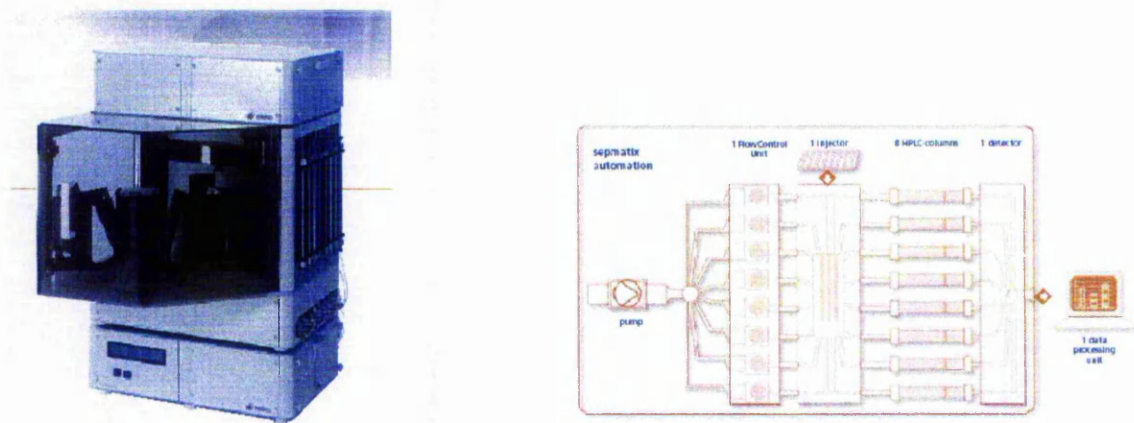 sepmatix
automation
1 FlowControl
Unit
1 injector
8 HPLC columns
1 detector
pump
1 data
processing
unit